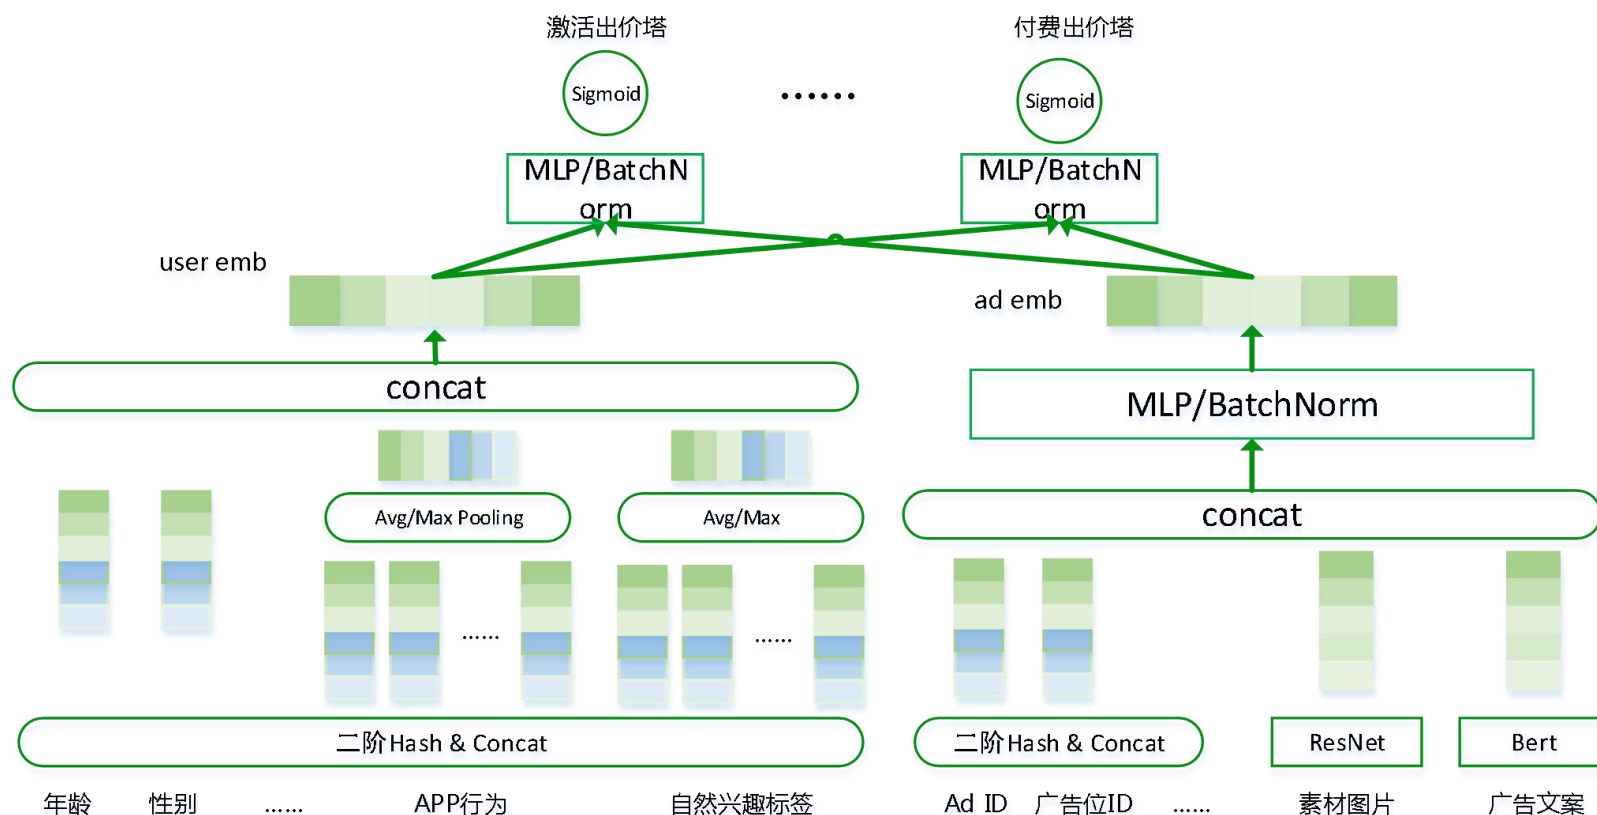 激活出价塔
付费出价塔
Sigmoid
......
Sigmoid
MLP/BatchN
orm
MLP/BatchN
orm
user emb
ad emb
concat
MLP/BatchNorm
concat
Avg/Max Pooling
Avg/Max
......
......
二阶Hash & Concat
二阶Hash & Concat
ResNet
Bert
年龄
性别
......
APP行为
自然兴趣标签
Ad ID
广告位ID
......
素材图片
广告文案